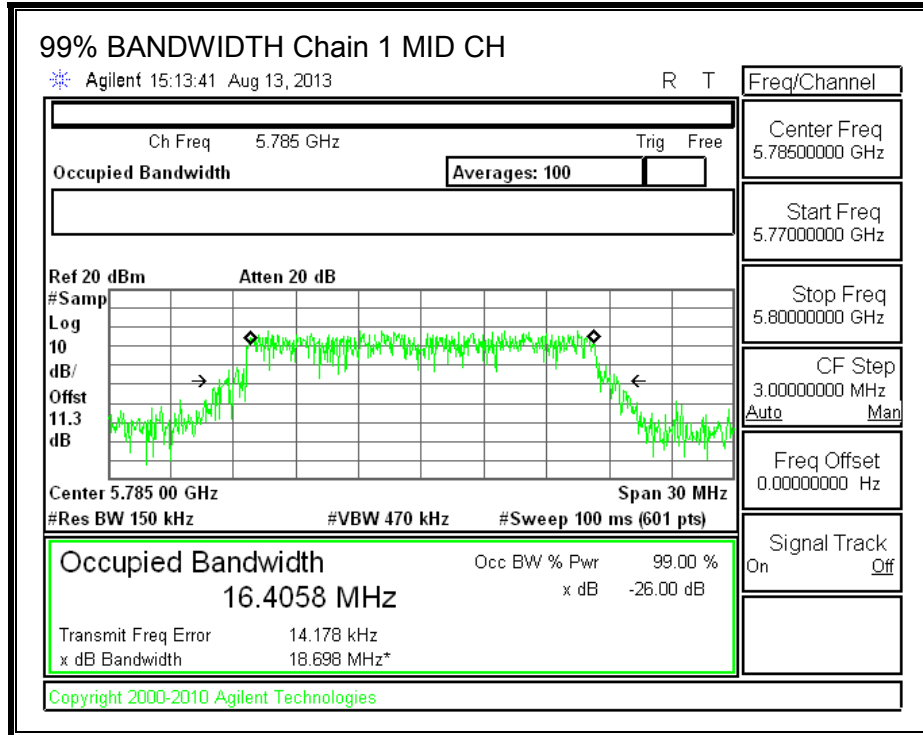 99% BANDWIDTH Chain 1 MID CH
Agilent 15:13:41 Aug 13, 2013 R T
Freq/Channel
Ch Freq 5.785 GHz Trig Free
Occupied Bandwidth Averages: 100
Center Freq
5.78500000 GHz
Start Freq
5.77000000 GHz
Stop Freq
5.80000000 GHz
CF Step
3.00000000 MHz
Auto Man
Freq Offset
0.00000000 Hz
Signal Track
On Off
Ref 20 dBm Atten 20 dB
#Samp
Log
10
dB/
Offst
11.3
dB
Center 5.785 00 GHz Span 30 MHz
#Res BW 150 kHz #VBW 470 kHz #Sweep 100 ms (601 pts)
Occupied Bandwidth Occ BW % Pwr 99.00 %
16.4058 MHz x dB -26.00 dB
Transmit Freq Error 14.178 kHz
x dB Bandwidth 18.698 MHz*
Copyright 2000-2010 Agilent Technologies